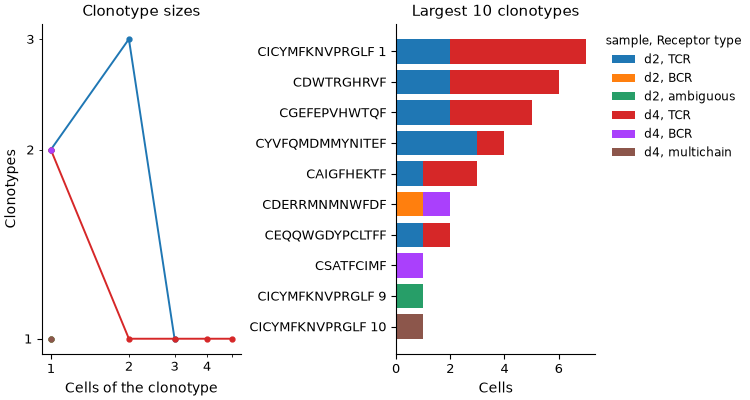 Clonotype sizes
Clonotypes
3
2
1
1
2
3
4
Cells of the clonotype
Largest 10 clonotypes
CICYMFKNVPRGLF 1
CDWTRGHRVF
CGEFEPVHWTQF
CYVFQMDMMYNITEF
CAIGFHEKTF
CDERRMNMNWFDF
CEQQWGDYPCLTFF
CSATFCIMF
CICYMFKNVPRGLF 9
CICYMFKNVPRGLF 10
0
2
4
6
Cells
sample, Receptor type
d2, TCR
d2, BCR
d2, ambiguous
d4, TCR
d4, BCR
d4, multichain